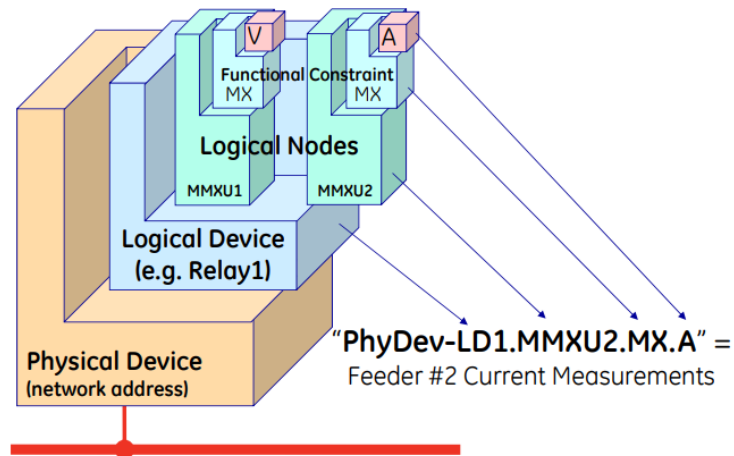 V
A
Functional Constraint
MX
MX
Logical Nodes
MMXU1
MMXU2
Logical Device
(e.g. Relay1)
“PhyDev-LD1.MMXU2.MX.A” =
Feeder #2 Current Measurements
Physical Device
(network address)